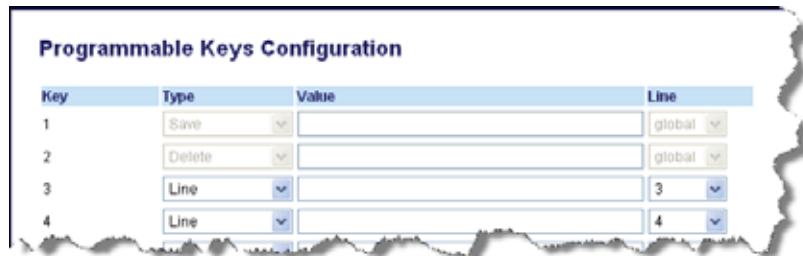 Programmable Keys Configuration
Key Type Value Line
1 Save global
2 Delete global
3 Line 3
4 Line 4